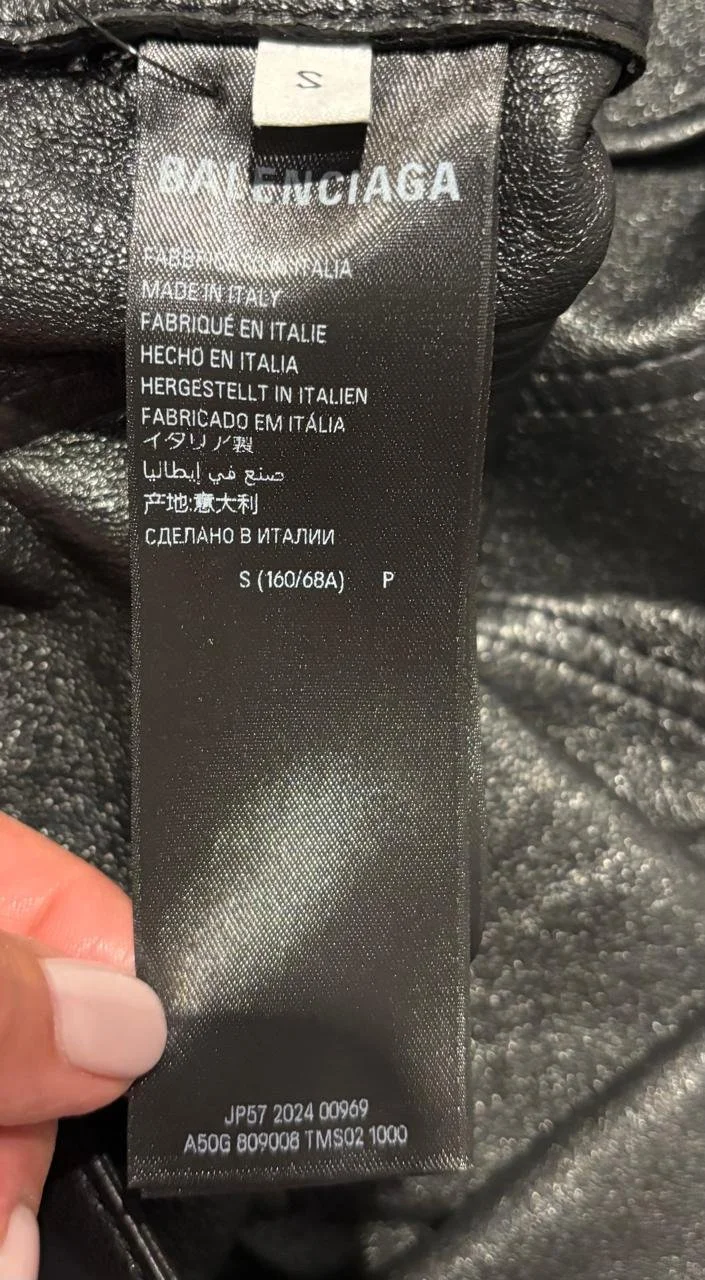 S
BALENCIAGA
FABBRICATO IN ITALIA
MADE IN ITALY
FABRIQUÉ EN ITALIE
HECHO EN ITALIA
HERGESTELLT IN ITALIEN
FABRICADO EM ITÁLIA
イタリア製
صنع في إيطاليا
产地:意大利
СДЕЛАНО В ИТАЛИИ
S (160/68A) P
JP57 2024 00969
A50G 809008 TMS02 1000